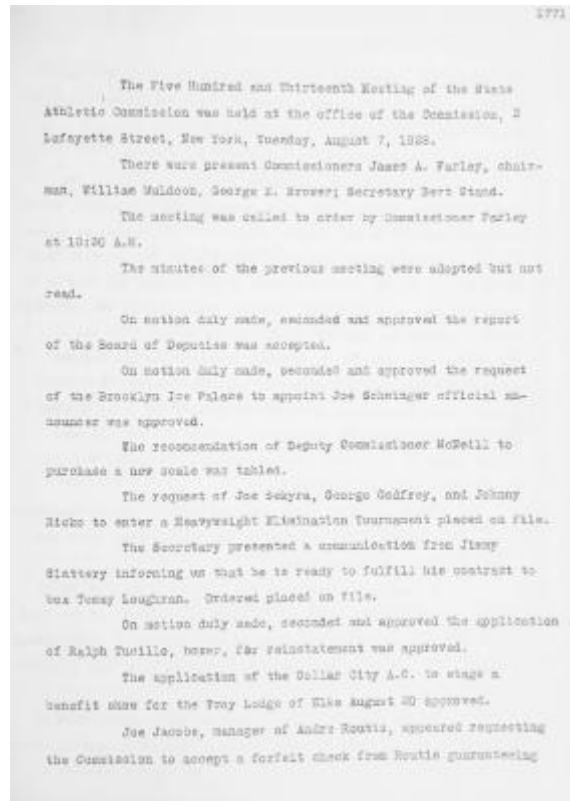 1771
The Five Hundred and Thirteenth Meeting of the State
Athletic Commission was held at the office of the Commission, 2
Lafayette Street, New York, Tuesday, August 7, 1928.
There were present Commissioners James A. Farley, chair-
man, William Muldoon, George E. Brower; Secretary Bert Stand.
The meeting was called to order by Commissioner Farley
at 10:30 A.M.
The minutes of the previous meeting were adopted but not
read.
On motion duly made, seconded and approved the report
of the Board of Deputies was accepted.
On motion duly made, seconded and approved the request
of the Brooklyn Ice Palace to appoint Joe official an-
nouncer was approved.
The recommendation of Deputy Commissioner McNeill to
purchase a new scale was tabled.
The request of Joe Sekyra, George Godfrey, and Johnny
Risko to enter a Heavyweight Elimination Tournament placed on file.
The Secretary presented a communication from Jimmy
Slattery informing us that he is ready to fulfill his contract to
box Tommy Loughran. Ordered placed on file.
On motion duly made, seconded and approved the application
of Ralph Tucillo, boxer, for reinstatement was approved.
The application of the Collar City A.C. to stage a
benefit show for the Troy Lodge of Elks August 20 approved.
Joe Jacobs, manager of Andre Routis, appeared requesting
the Commission to accept a forfeit check from Routis guaranteeing